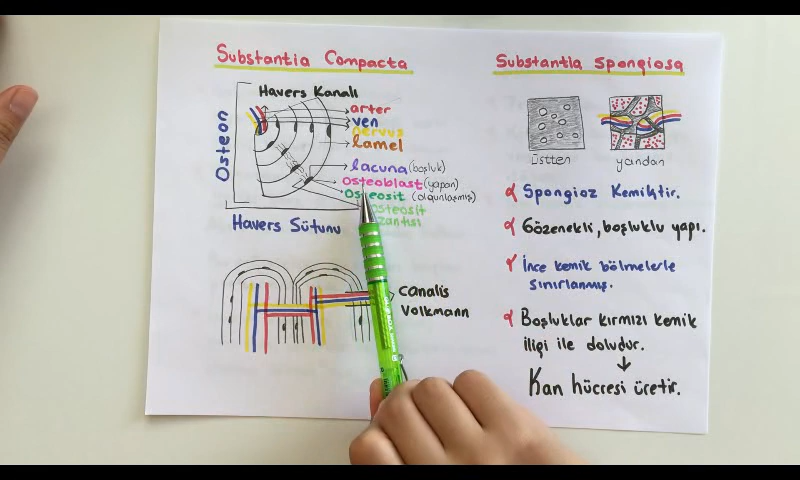 Substantia Compacta
Havers Kanalı
arter
ven
nervus
lamel
lacuna (boşluk)
osteoblast (yapan)
Osteosit (olgunlaşmış)
osteosit
zantısı
Osteon
Havers Sütunu
canalis
Volkmann
Substantia Spongiosa
üstten
yandan
Spongioz Kemiktir.
Gözenekli, boşluklu yapı.
İnce kemik bölmelerle
sınırlanmış.
Boşluklar kırmızı kemik
iliği ile doludur.
Kan hücresi üretir.